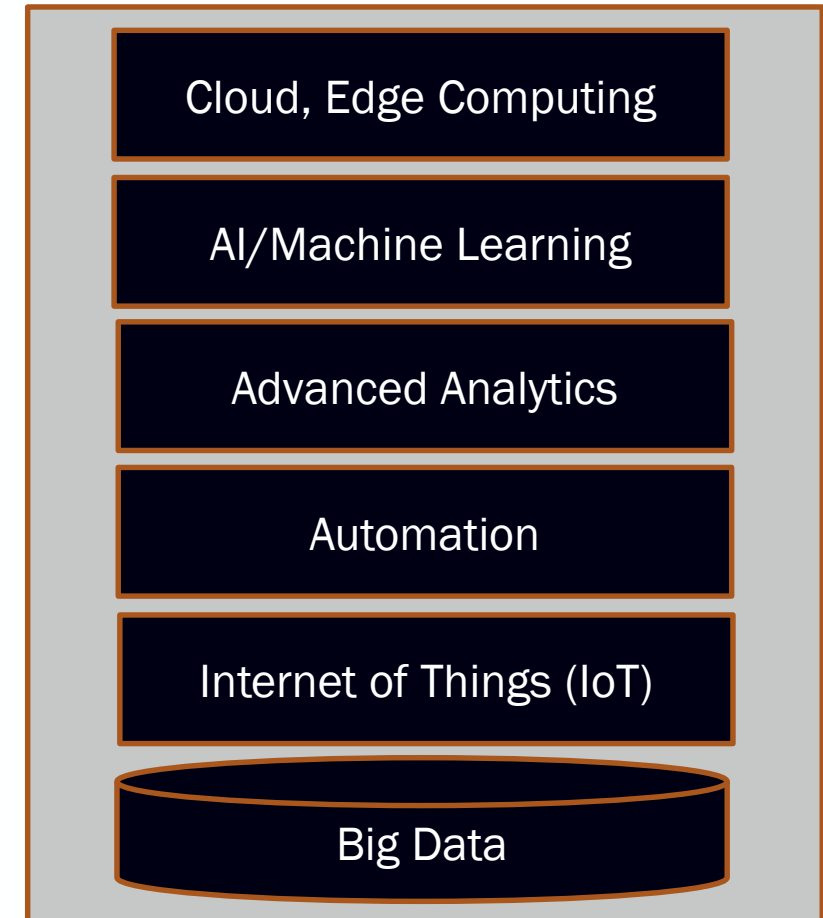 Cloud, Edge Computing
AI/Machine Learning
Advanced Analytics
Automation
Internet of Things (IoT)
Big Data